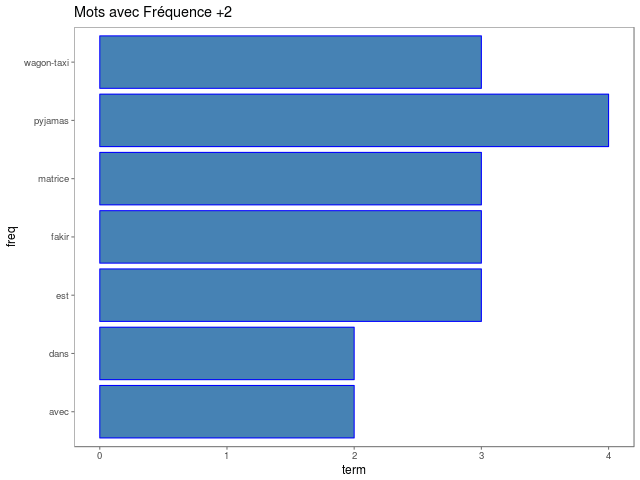 Mots avec Fréquence +2
wagon-taxi
pyjamas
matrice
fakir
est
dans
avec
freq
0 1 2 3 4
term